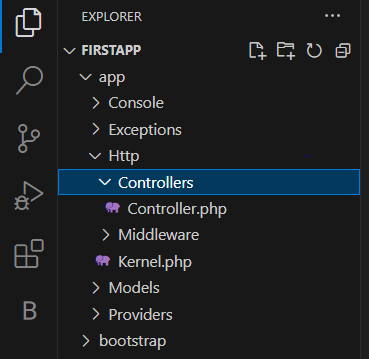 EXPLORER
FIRSTAPP
app
Console
Exceptions
Http
Controllers
Controller.php
Middleware
Kernel.php
Models
Providers
bootstrap
B